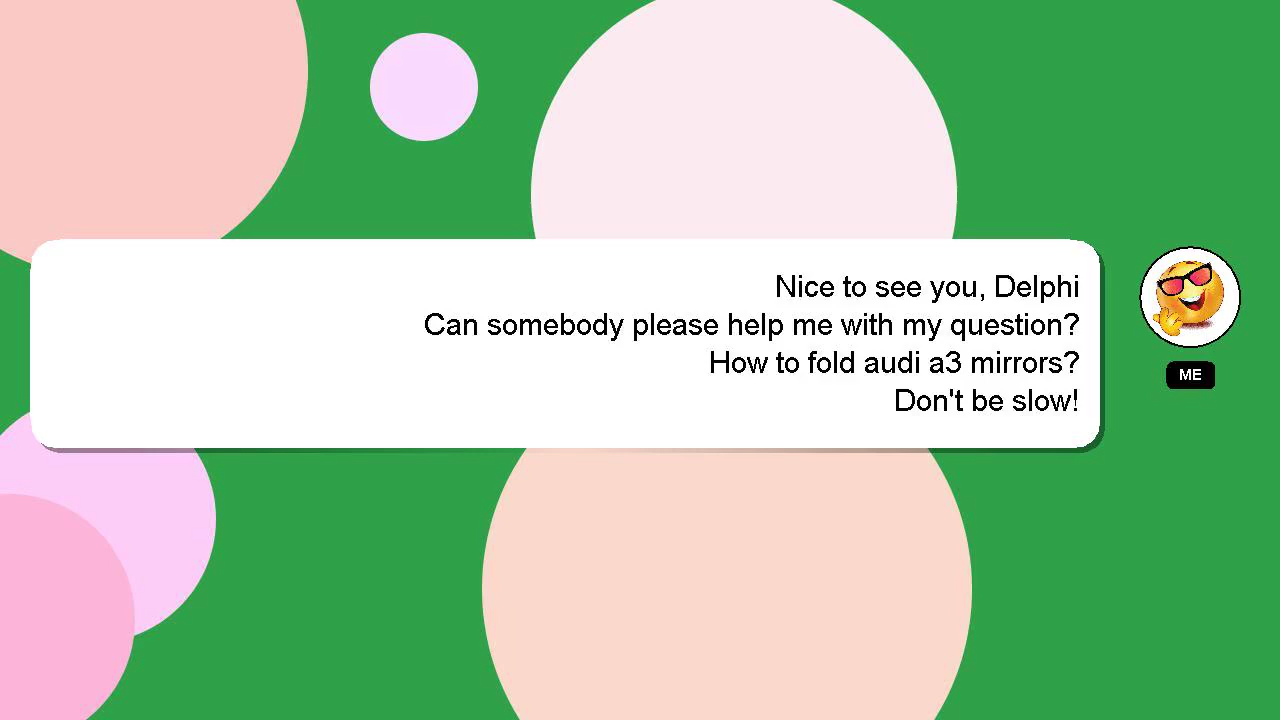 Nice to see you, Delphi
Can somebody please help me with my question?
How to fold audi a3 mirrors?
Don't be slow!
ME